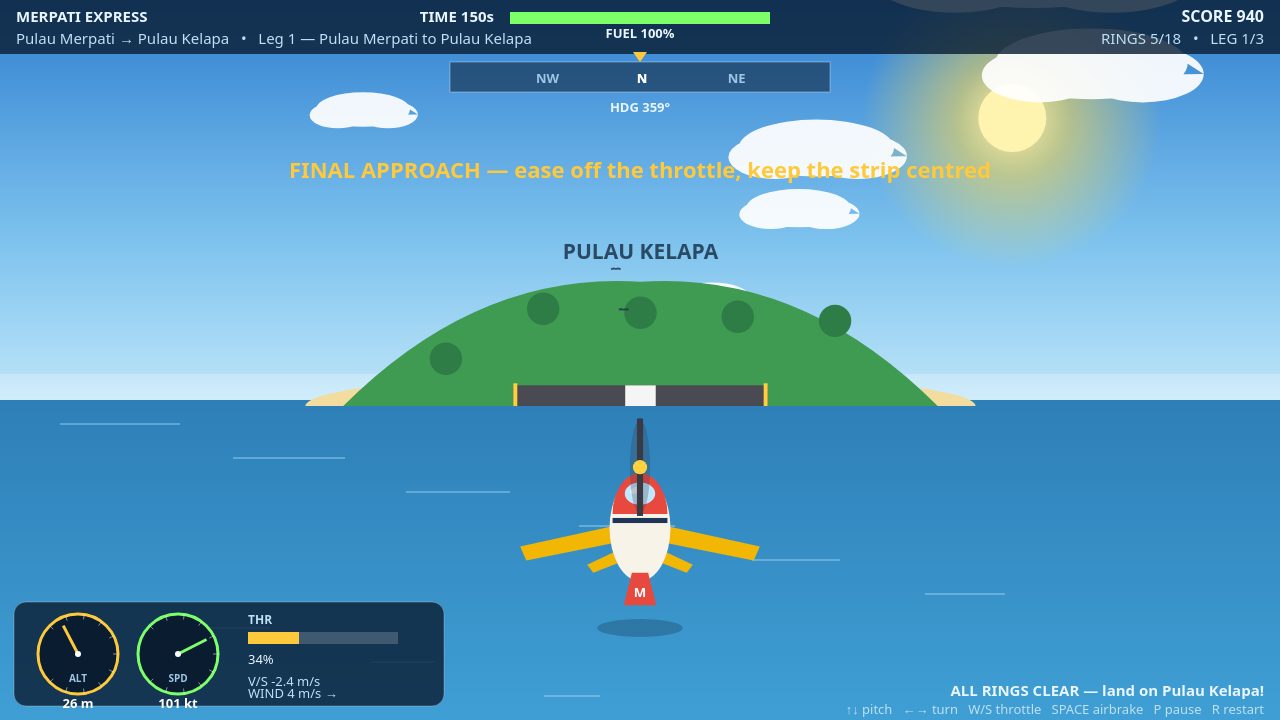 MERPATI EXPRESS
TIME 150s
SCORE 940
Pulau Merpati → Pulau Kelapa • Leg 1 — Pulau Merpati to Pulau Kelapa
FUEL 100%
RINGS 5/18 • LEG 1/3
NW N NE
HDG 359°
FINAL APPROACH — ease off the throttle, keep the strip centred
PULAU KELAPA
M
THR
34%
ALT
SPD
V/S -2.4 m/s
WIND 4 m/s →
26 m
101 kt
ALL RINGS CLEAR — land on Pulau Kelapa!
↑↓ pitch ←→ turn W/S throttle SPACE airbrake P pause R restart